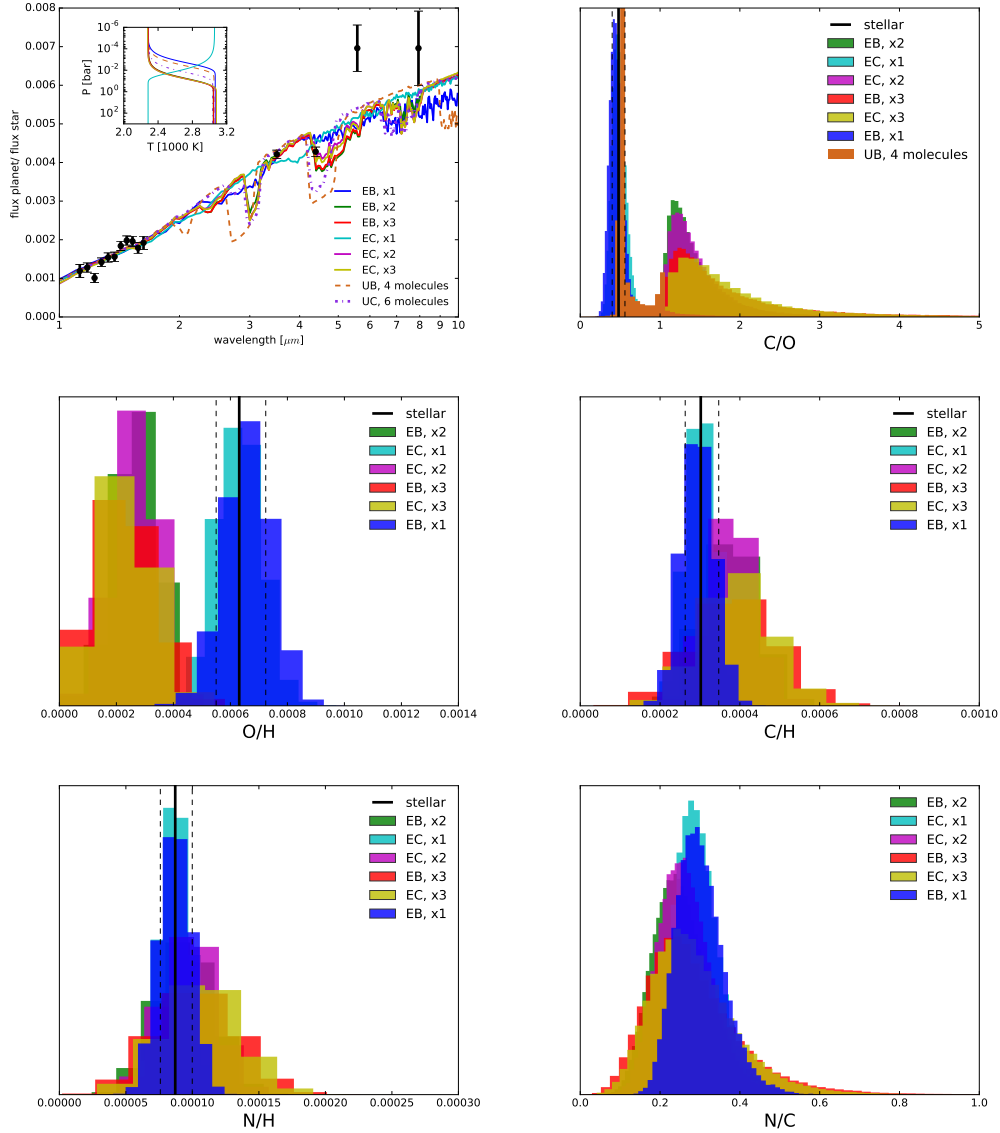 0.008
0.007
0.006
0.005
0.004
0.003
0.002
0.001
0.000
flux planet/ flux star
10⁻⁶
10⁻⁴
10⁻²
10⁰
10²
P [bar]
2.0 2.4 2.8 3.2
T [1000 K]
EB, x1
EB, x2
EB, x3
EC, x1
EC, x2
EC, x3
UB, 4 molecules
UC, 6 molecules
1 2 3 4 5 6 7 8 9 10
wavelength [μm]
stellar
EB, x2
EC, x1
EC, x2
EB, x3
EC, x3
EB, x1
UB, 4 molecules
0 1 2 3 4 5
C/O
stellar
EB, x2
EC, x1
EC, x2
EB, x3
EC, x3
EB, x1
0.0000 0.0002 0.0004 0.0006 0.0008 0.0010 0.0012 0.0014
O/H
stellar
EB, x2
EC, x1
EC, x2
EB, x3
EC, x3
EB, x1
0.0000 0.0002 0.0004 0.0006 0.0008 0.0010
C/H
stellar
EB, x2
EC, x1
EC, x2
EB, x3
EC, x3
EB, x1
0.00000 0.00005 0.00010 0.00015 0.00020 0.00025 0.00030
N/H
EB, x2
EC, x1
EC, x2
EB, x3
EC, x3
EB, x1
0.0 0.2 0.4 0.6 0.8 1.0
N/C